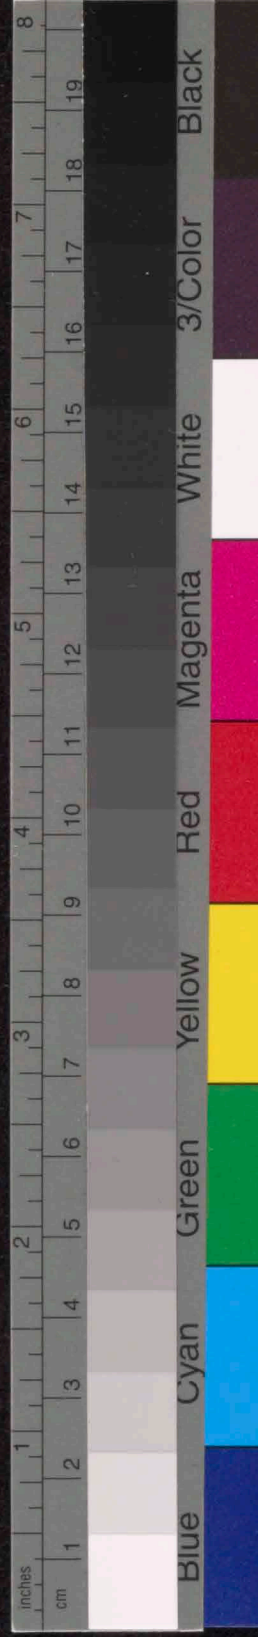 inches 1 2 3 4 5 6 7 8
cm 1 2 3 4 5 6 7 8 9 10 11 12 13 14 15 16 17 18 19
Blue Cyan Green Yellow Red Magenta White 3/Color Black